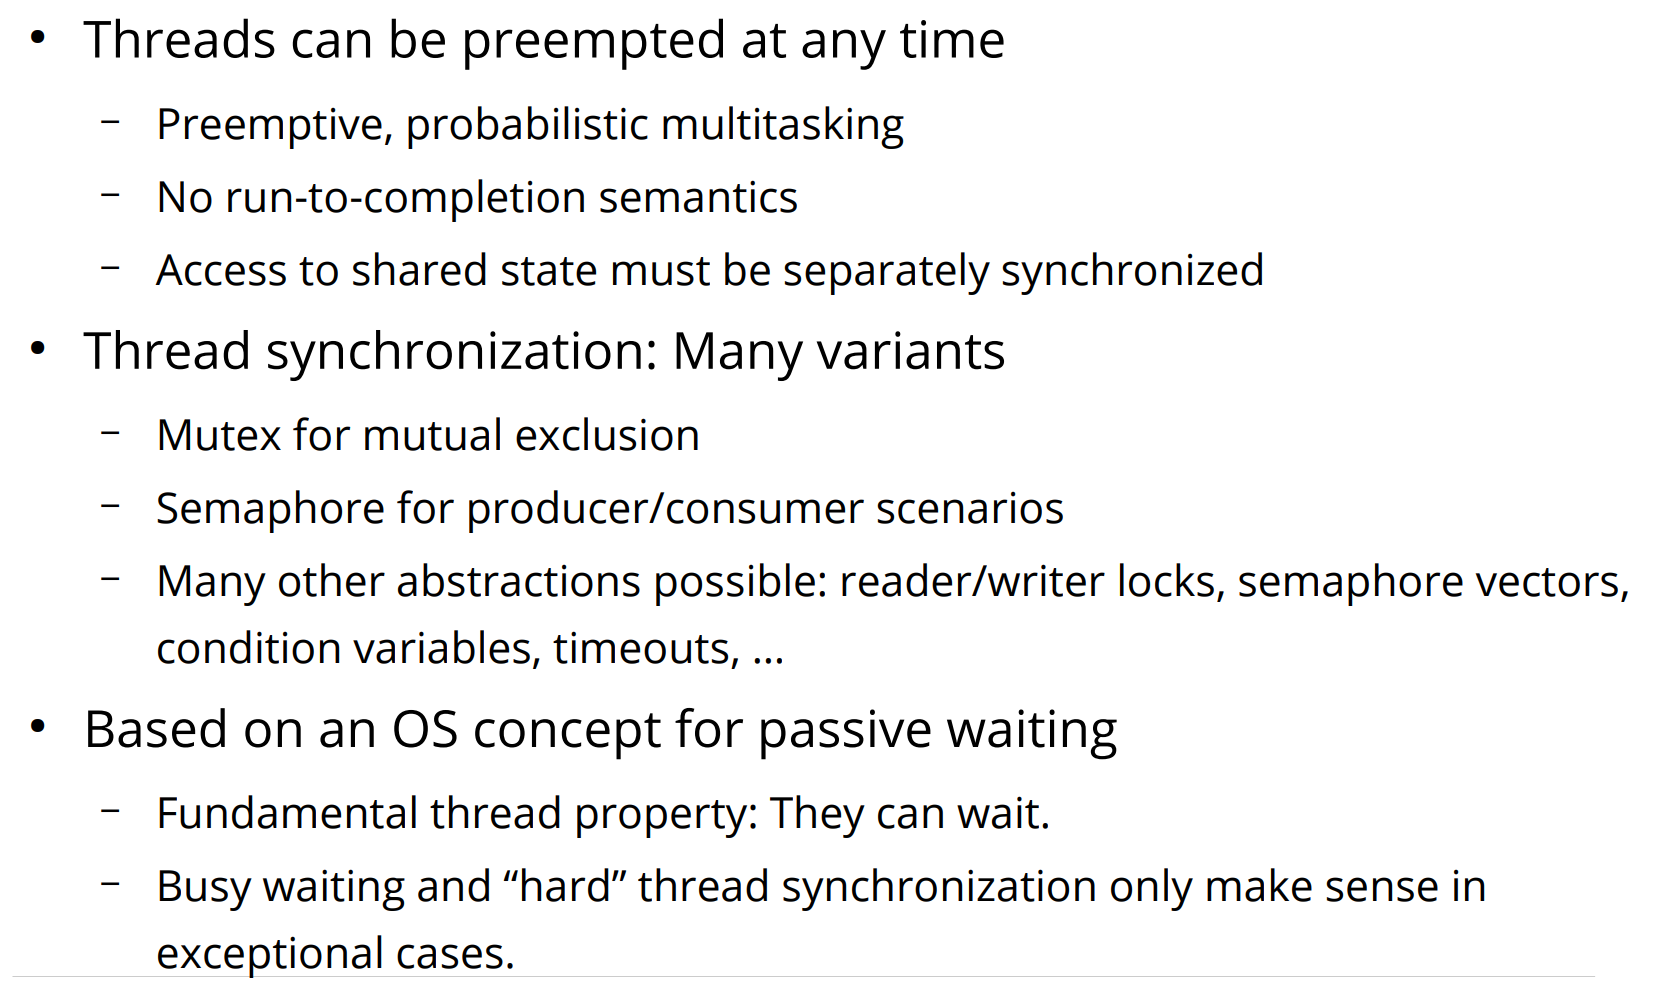 • Threads can be preempted at any time
– Preemptive, probabilistic multitasking
– No run-to-completion semantics
– Access to shared state must be separately synchronized
• Thread synchronization: Many variants
– Mutex for mutual exclusion
– Semaphore for producer/consumer scenarios
– Many other abstractions possible: reader/writer locks, semaphore vectors,
condition variables, timeouts, ...
• Based on an OS concept for passive waiting
– Fundamental thread property: They can wait.
– Busy waiting and “hard” thread synchronization only make sense in
exceptional cases.